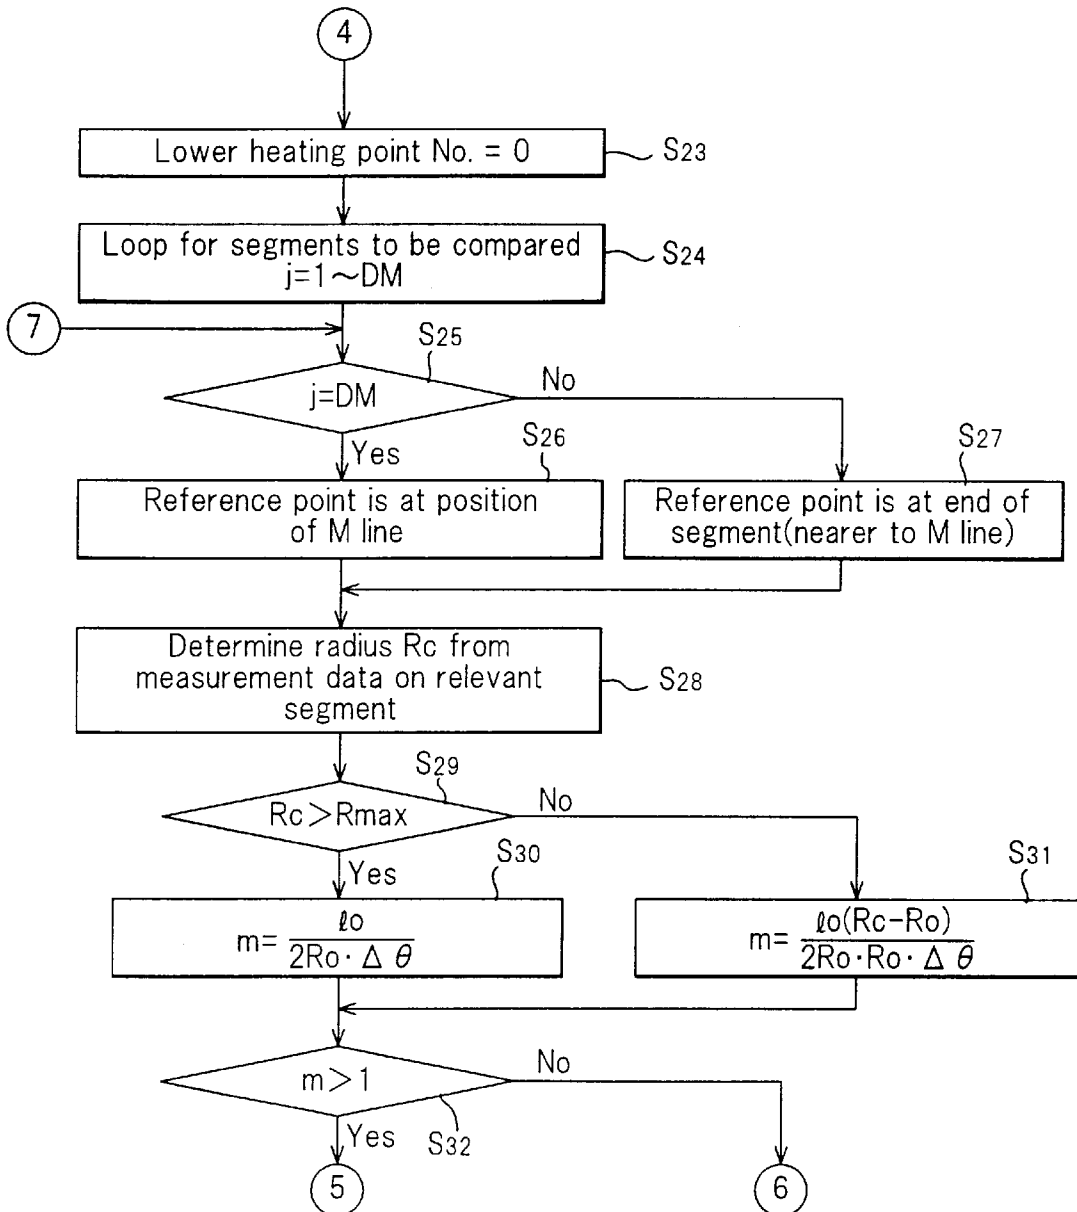 4
Lower heating point No. = 0
S23
Loop for segments to be compared
j=1~DM
S24
7
S25
j=DM
No
Yes
S26
S27
Reference point is at position
of M line
Reference point is at end of
segment(nearer to M line)
Determine radius Rc from
measurement data on relevant
segment
S28
S29
Rc>Rmax
No
Yes
S30
S31
m= ℓo
2Ro· Δ θ
m= ℓo(Rc-Ro)
2Ro·Ro· Δ θ
m>1
No
Yes
S32
5
6